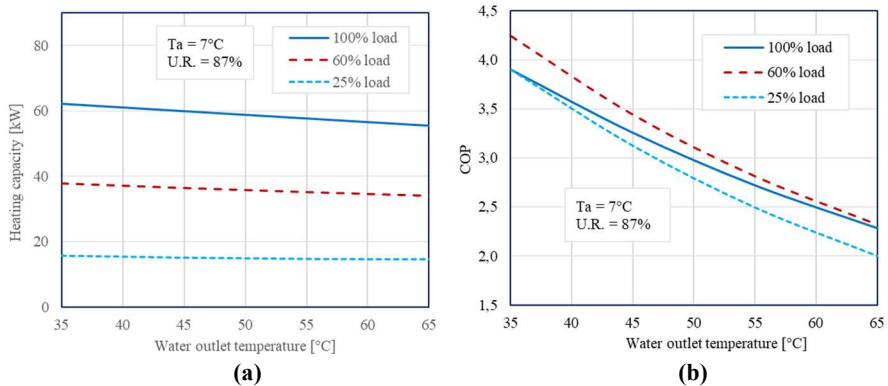 80
60
40
20
0
Heating capacity [kW]
Ta = 7°C
U.R. = 87%
100% load
60% load
25% load
35 40 45 50 55 60 65
Water outlet temperature [°C]
(a)
4,5
4,0
3,5
3,0
2,5
2,0
1,5
COP
100% load
60% load
25% load
Ta = 7°C
U.R. = 87%
35 40 45 50 55 60 65
Water outlet temperature [°C]
(b)